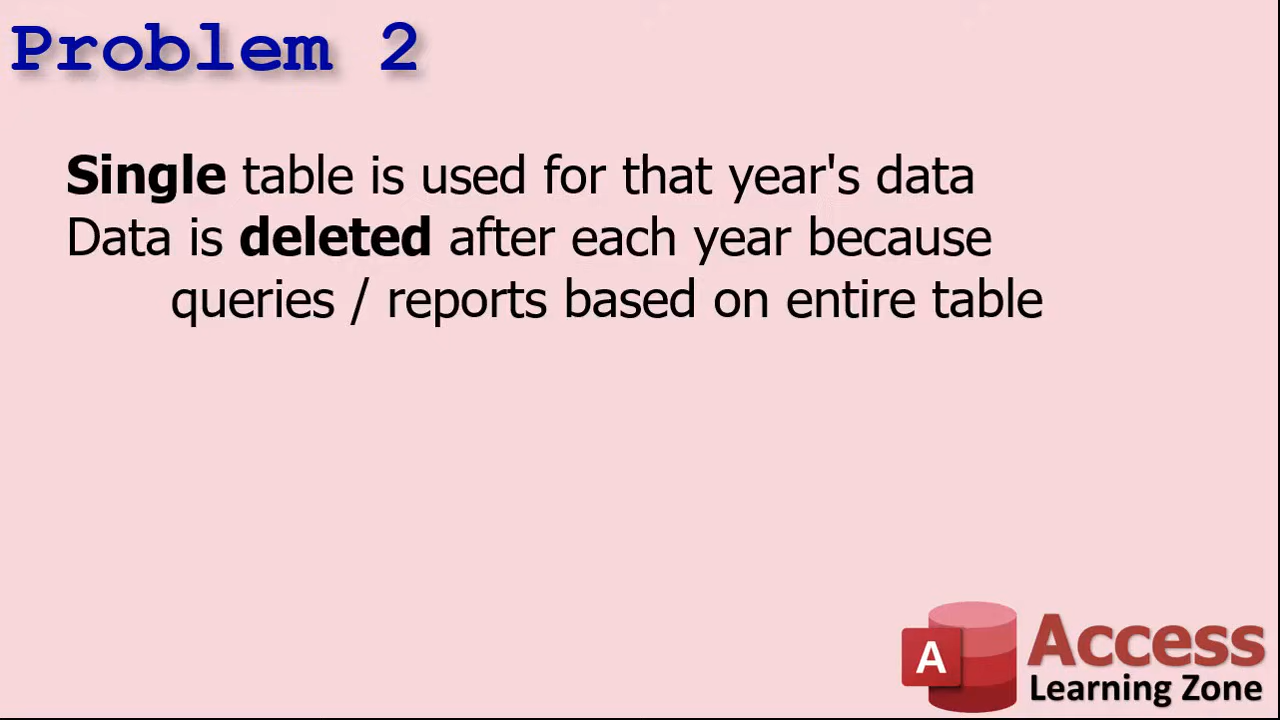 Problem 2
Single table is used for that year's data
Data is deleted after each year because
queries / reports based on entire table
A
Access
Learning Zone